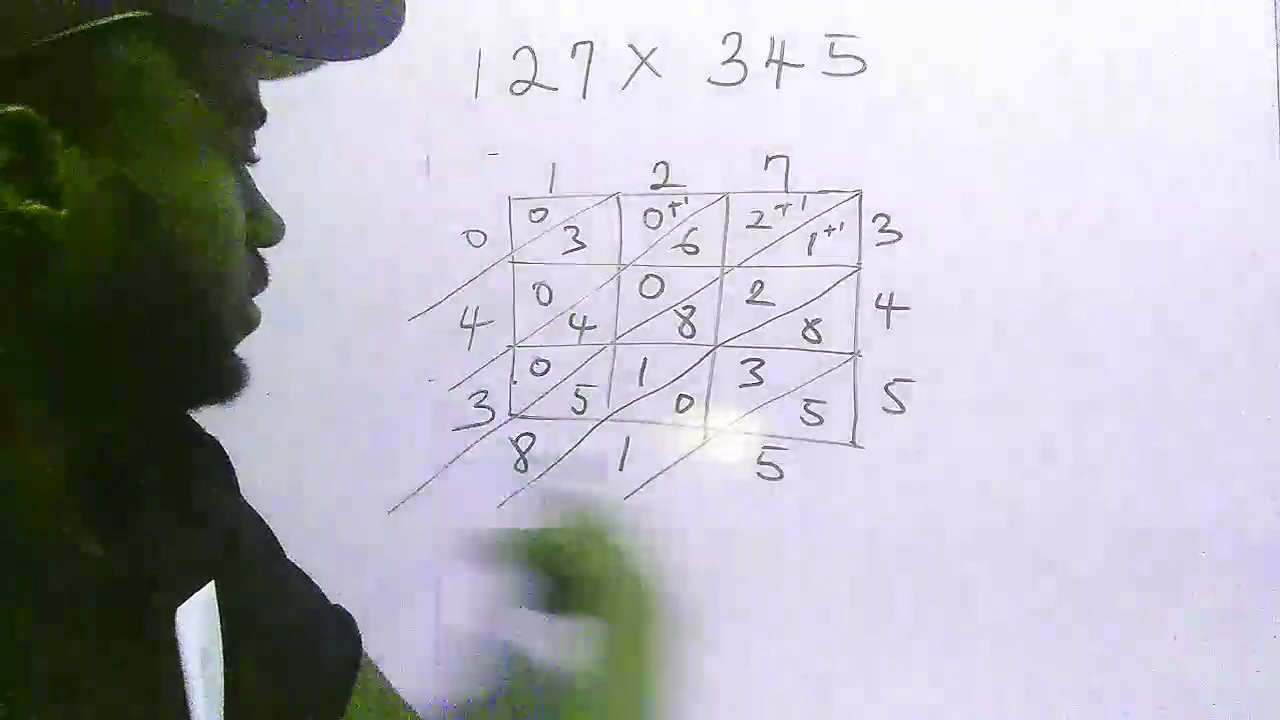 127 × 345
1 2 7
0 0 3 0+1 6 2+1 1+1 3
4 0 4 0 8 2 8 4
3 0 5 1 0 3 5 5
8 1 5